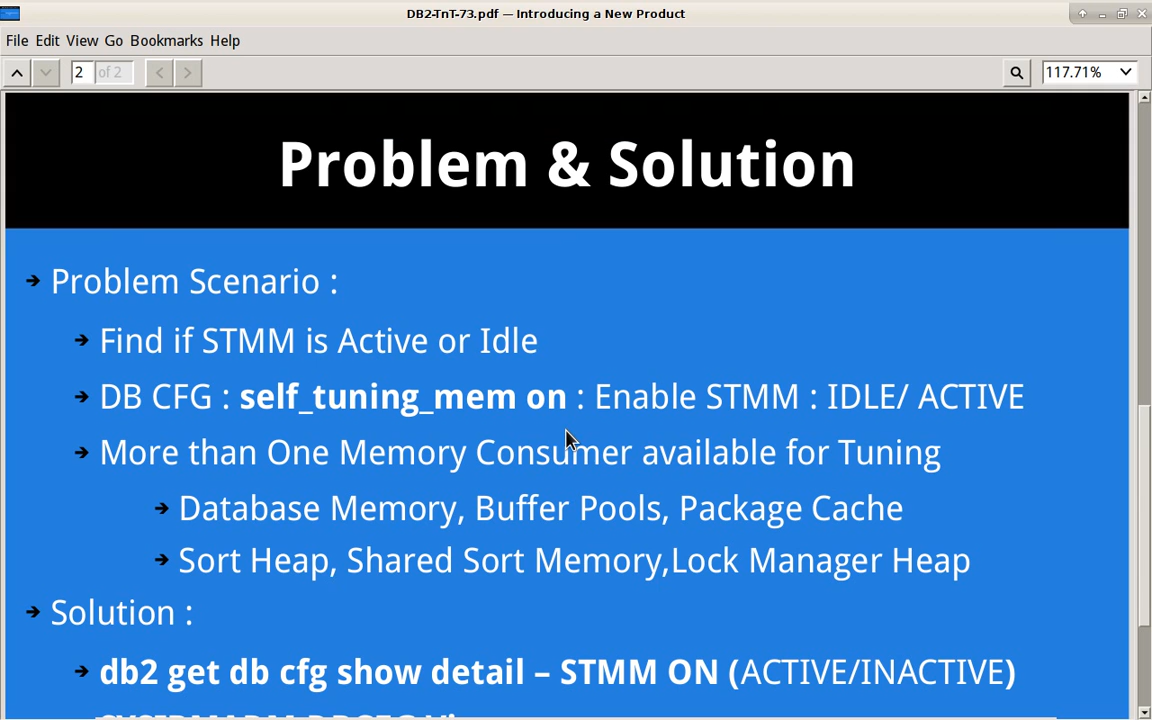 DB2-TnT-73.pdf — Introducing a New Product
File Edit View Go Bookmarks Help
2 of 2 117.71%
Problem & Solution
Problem Scenario :
Find if STMM is Active or Idle
DB CFG : self_tuning_mem on : Enable STMM : IDLE/ ACTIVE
More than One Memory Consumer available for Tuning
Database Memory, Buffer Pools, Package Cache
Sort Heap, Shared Sort Memory,Lock Manager Heap
Solution :
db2 get db cfg show detail – STMM ON (ACTIVE/INACTIVE)